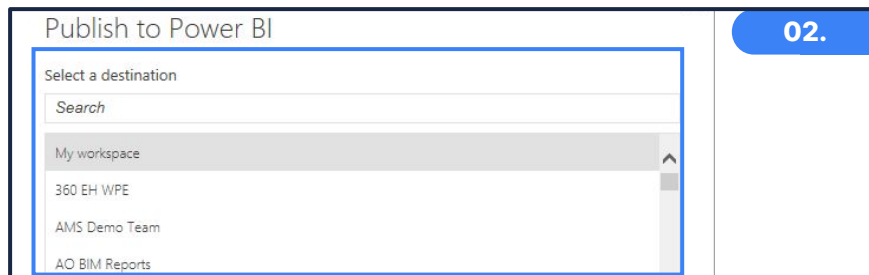 Publish to Power BI
02.
Select a destination
Search
My workspace
360 EH WPE
AMS Demo Team
AO BIM Reports